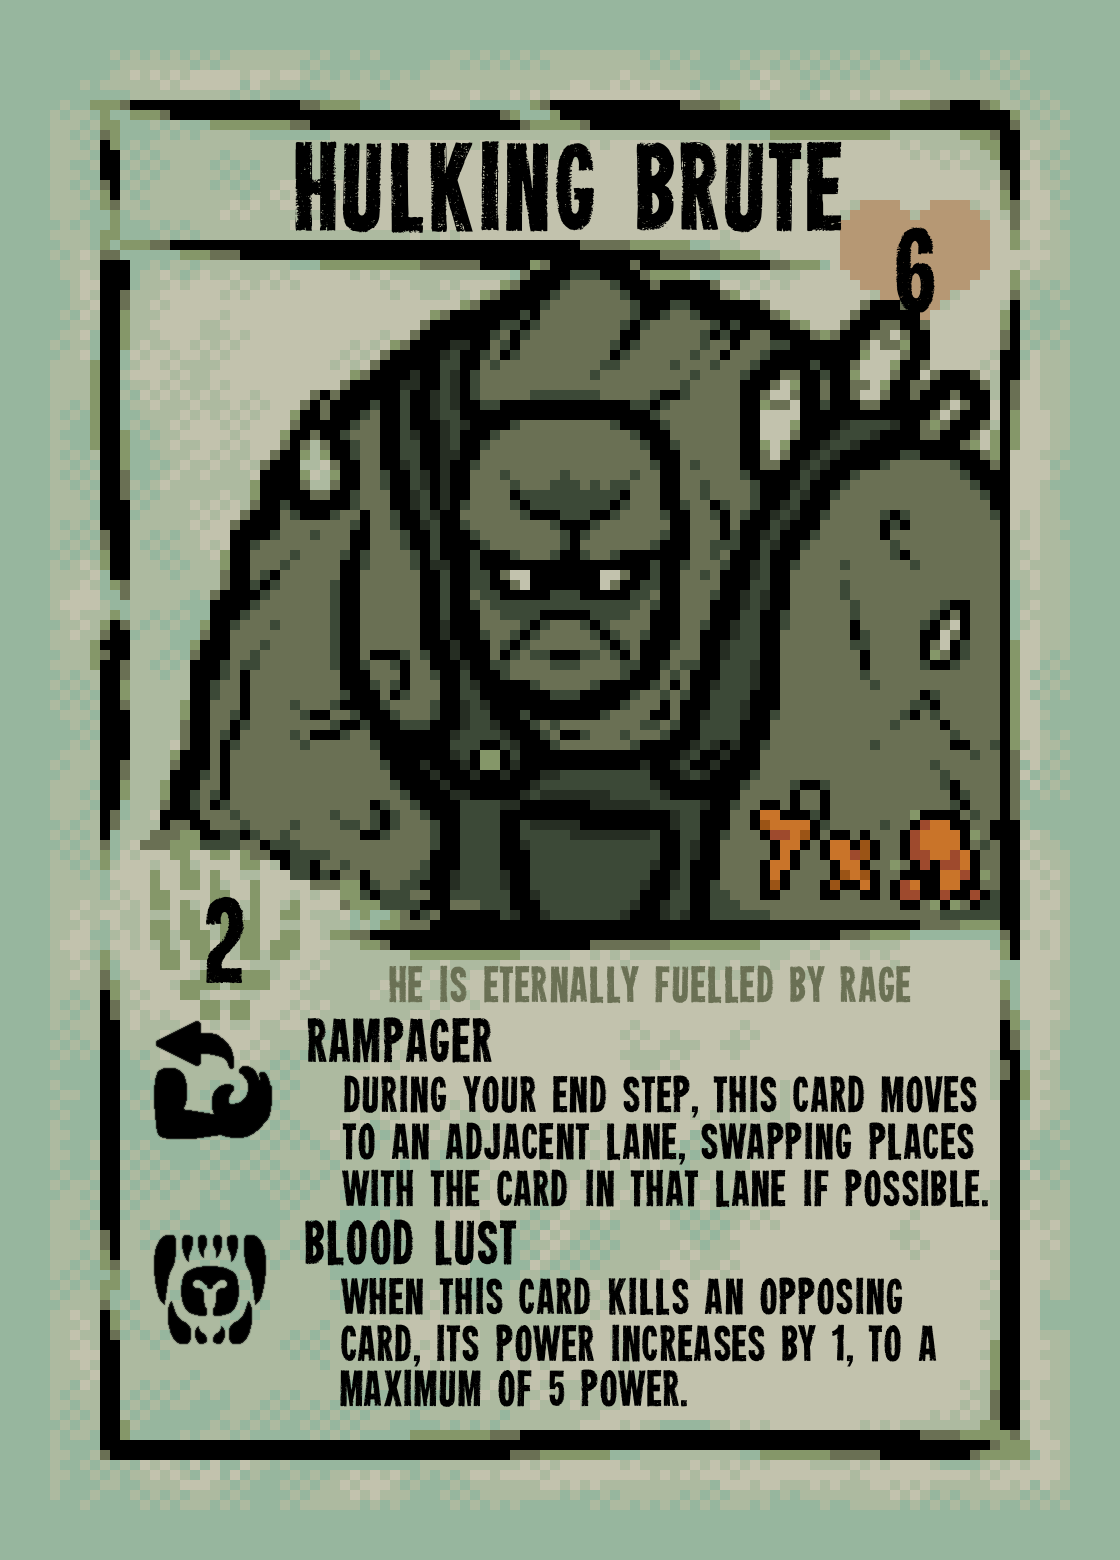 HULKING BRUTE
6
7x
2
HE IS ETERNALLY FUELLED BY RAGE
RAMPAGER
DURING YOUR END STEP, THIS CARD MOVES
TO AN ADJACENT LANE, SWAPPING PLACES
WITH THE CARD IN THAT LANE IF POSSIBLE.
BLOOD LUST
WHEN THIS CARD KILLS AN OPPOSING
CARD, ITS POWER INCREASES BY 1, TO A
MAXIMUM OF 5 POWER.